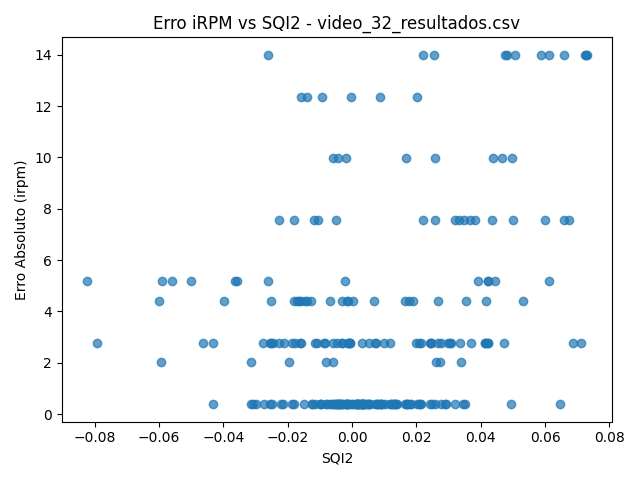 Erro iRPM vs SQI2 - video_32_resultados.csv
Erro Absoluto (irpm)
14
12
10
8
6
4
2
0
−0.08 −0.06 −0.04 −0.02 0.00 0.02 0.04 0.06 0.08
SQI2